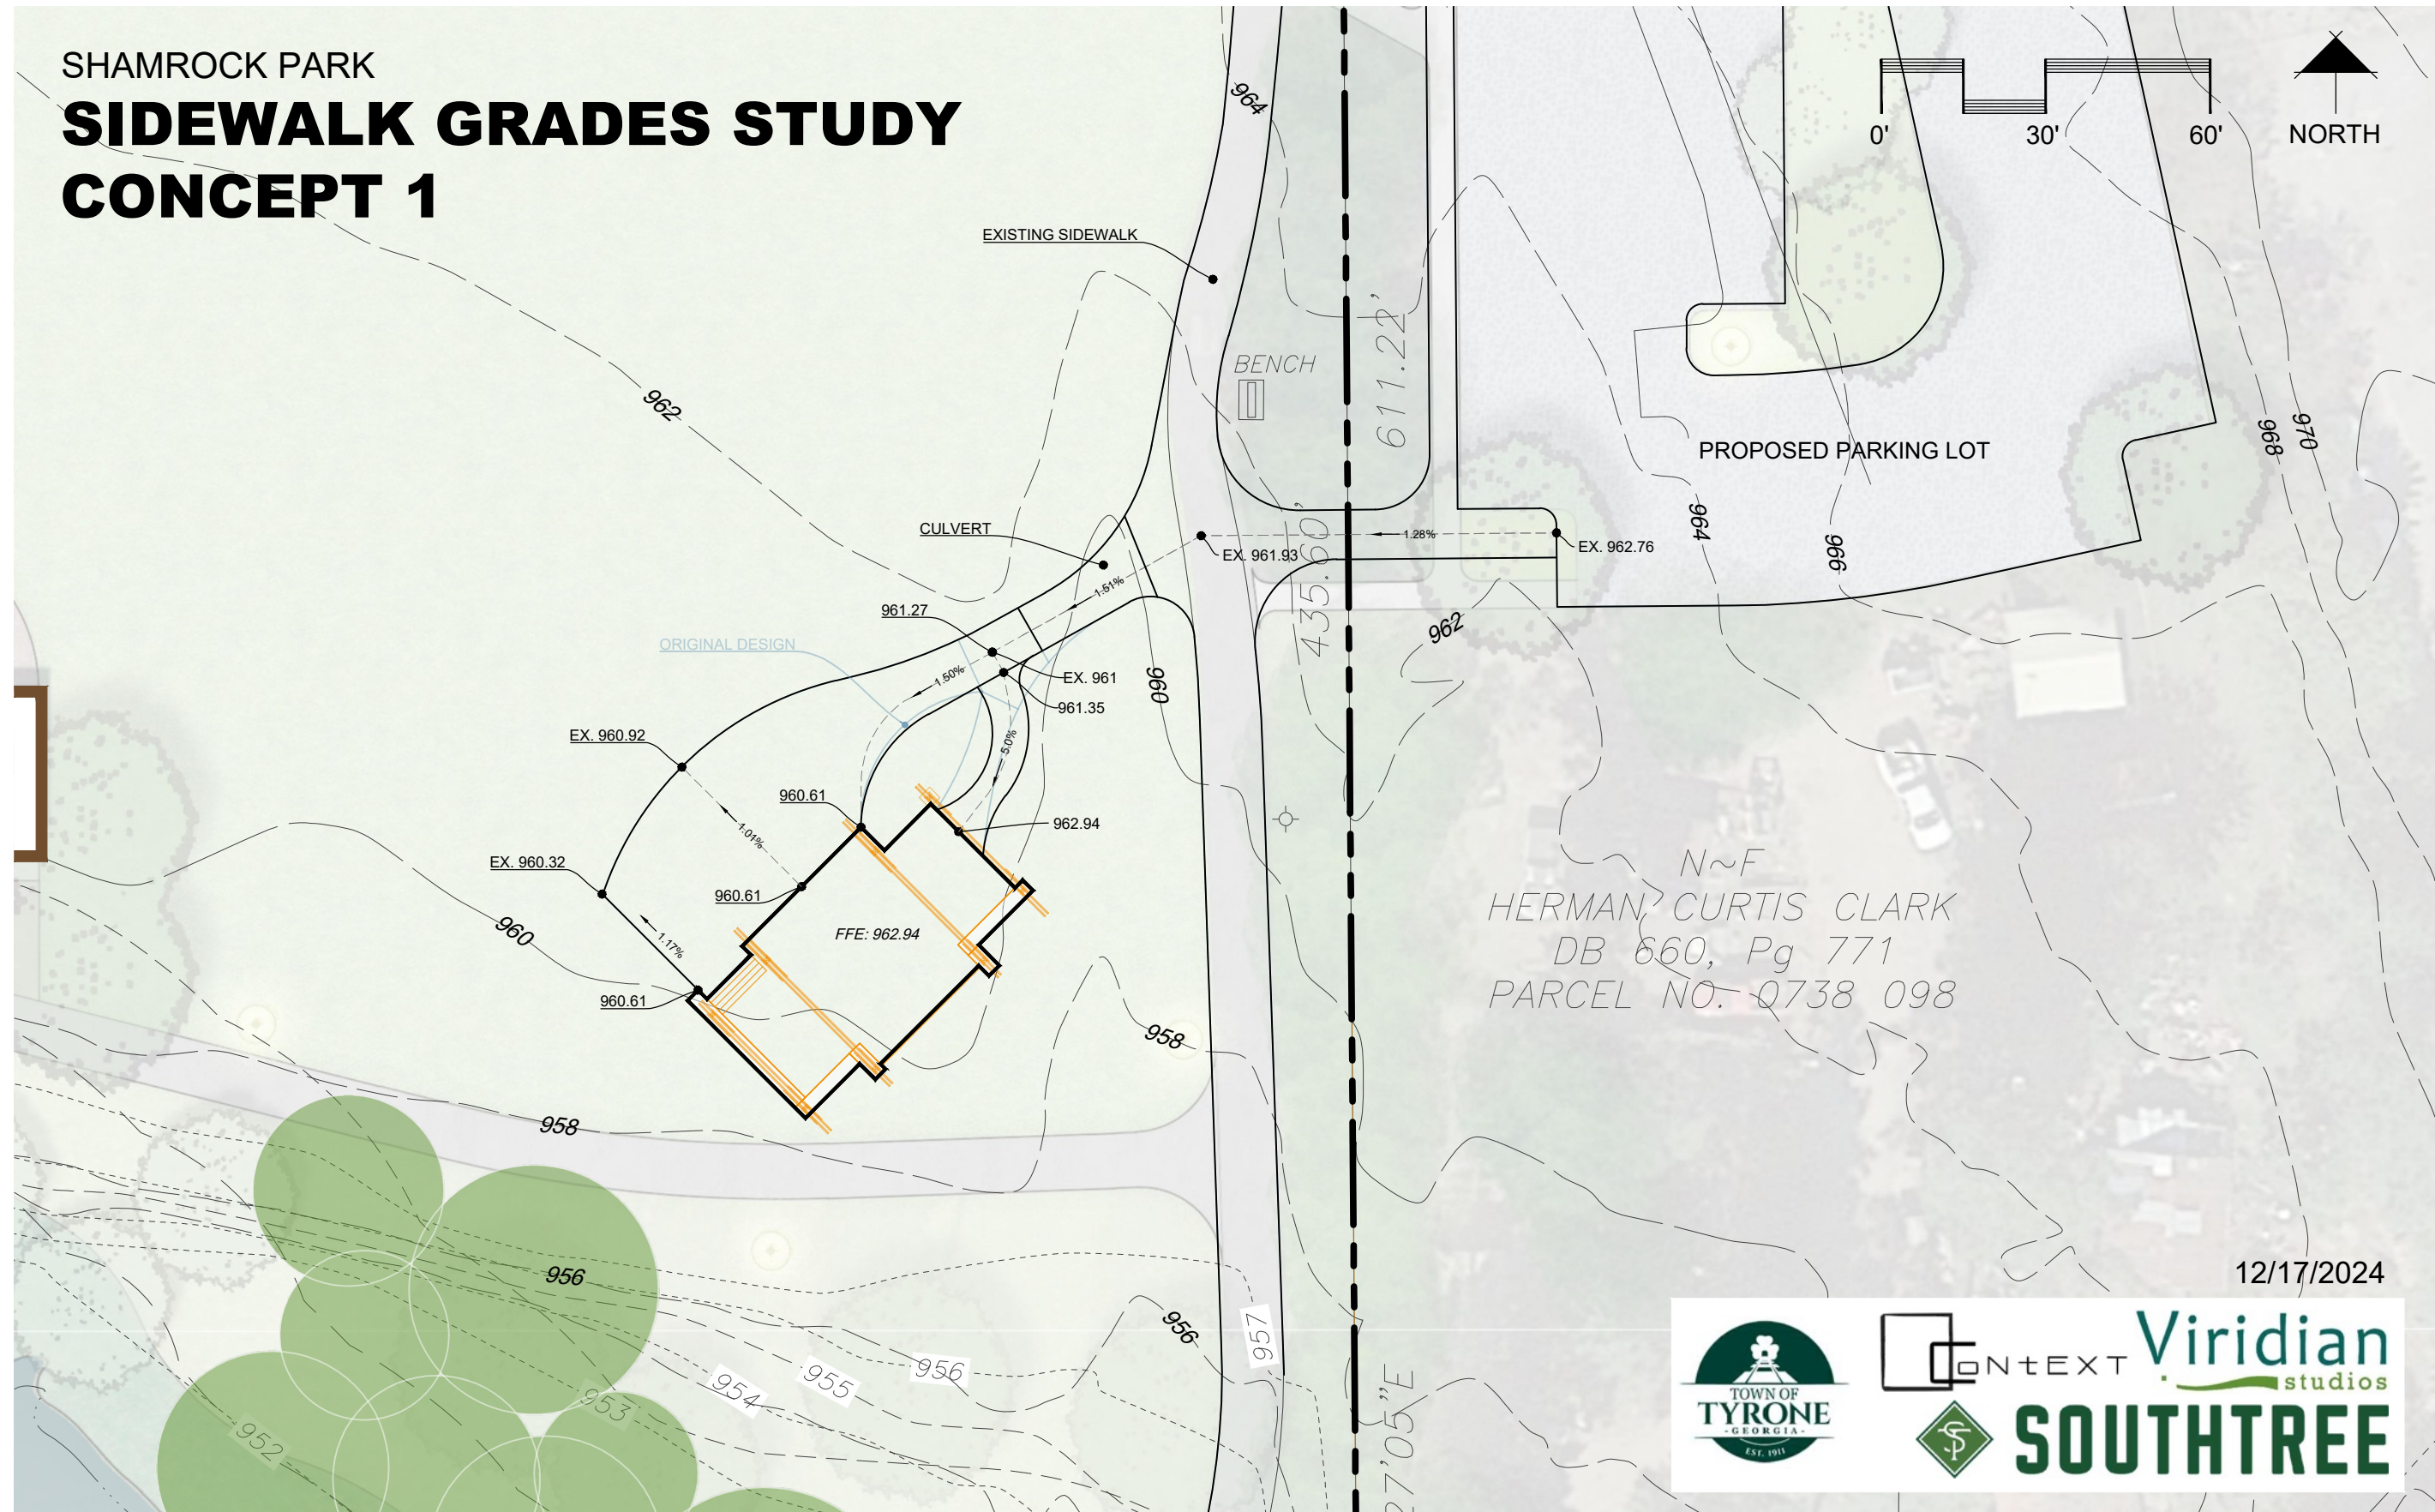 SHAMROCK PARK
SIDEWALK GRADES STUDY
CONCEPT 1
0'
30'
60'
NORTH
964
EXISTING SIDEWALK
962
BENCH
611.22'
PROPOSED PARKING LOT
968
970
CULVERT
EX. 961.93
435.60'
1.28%
EX. 962.76
964
966
1.51%
961.27
962
ORIGINAL DESIGN
1.50%
EX. 961
960
961.35
EX. 960.92
5.0%
960.61
962.94
1.01%
EX. 960.32
960.61
960
1.17%
FFE: 962.94
N~F
HERMAN CURTIS CLARK
DB 660, Pg 771
PARCEL NO. 0738 098
960.61
958
958
956
956
957
12/17/2024
956
955
954
953
952
27'05"E
TOWN OF
TYRONE
-GEORGIA-
EST. 1911
CONtEXT
Viridian
studios
SOUTHTREE